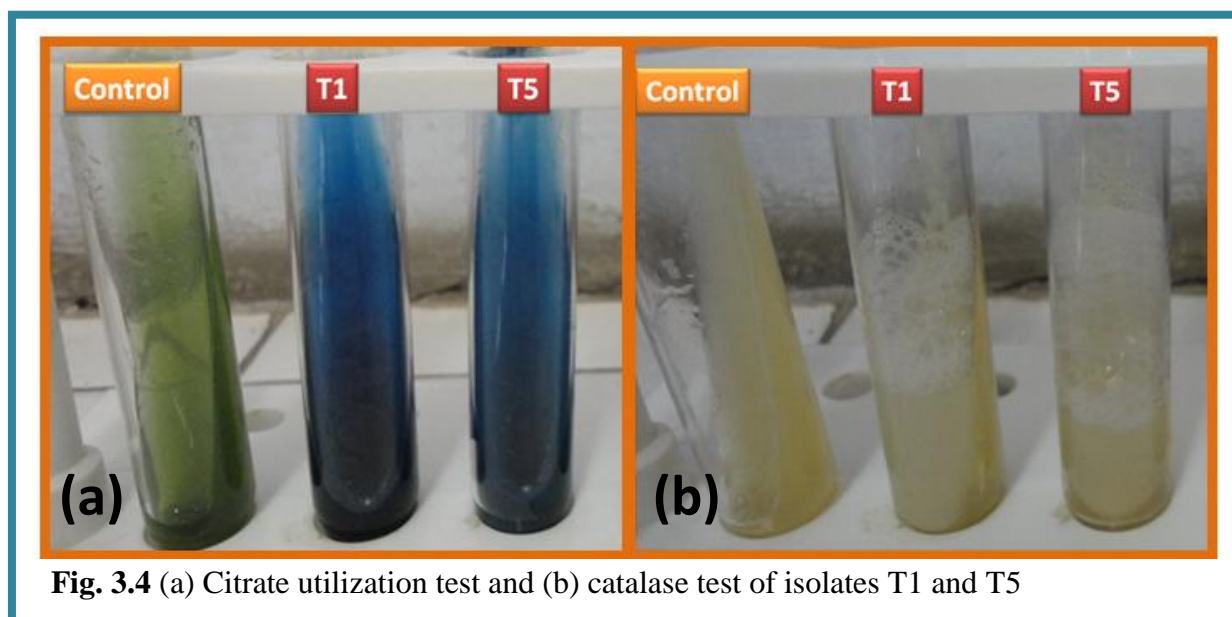 Control T1 T5 Control T1 T5
(a) (b)
Fig. 3.4 (a) Citrate utilization test and (b) catalase test of isolates T1 and T5